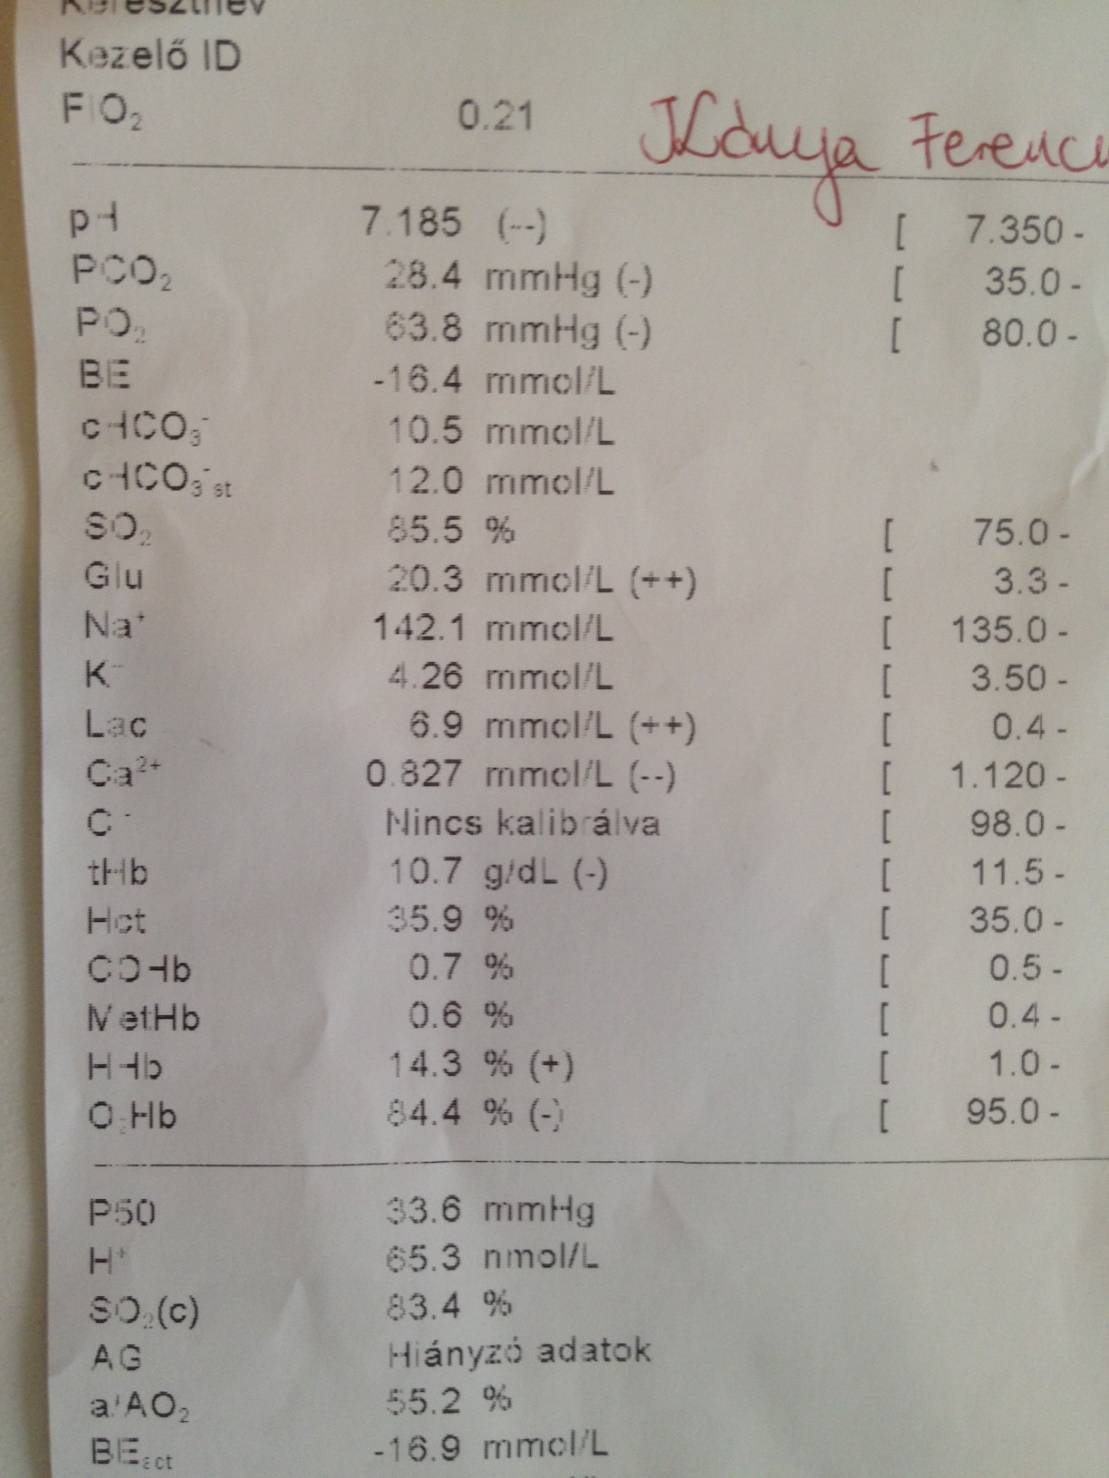 Keresztnév
Kezelő ID
FIO₂ 0.21 Kónya Ferenc
pH 7.185 (--) [ 7.350 -
PCO₂ 28.4 mmHg (-) [ 35.0 -
PO₂ 63.8 mmHg (-) [ 80.0 -
BE -16.4 mmol/L
cHCO₃⁻ 10.5 mmol/L
cHCO₃⁻st 12.0 mmol/L
SO₂ 85.5 % [ 75.0 -
Glu 20.3 mmol/L (++) [ 3.3 -
Na⁺ 142.1 mmol/L [ 135.0 -
K⁺ 4.26 mmol/L [ 3.50 -
Lac 6.9 mmol/L (++) [ 0.4 -
Ca²⁺ 0.827 mmol/L (--) [ 1.120 -
Cl⁻ Nincs kalibrálva [ 98.0 -
tHb 10.7 g/dL (-) [ 11.5 -
Hct 35.9 % [ 35.0 -
COHb 0.7 % [ 0.5 -
MetHb 0.6 % [ 0.4 -
HHb 14.3 % (+) [ 1.0 -
O₂Hb 84.4 % (-) [ 95.0 -
P50 33.6 mmHg
H⁺ 65.3 nmol/L
SO₂(c) 83.4 %
AG Hiányzó adatok
a/AO₂ 55.2 %
BEact -16.9 mmol/L